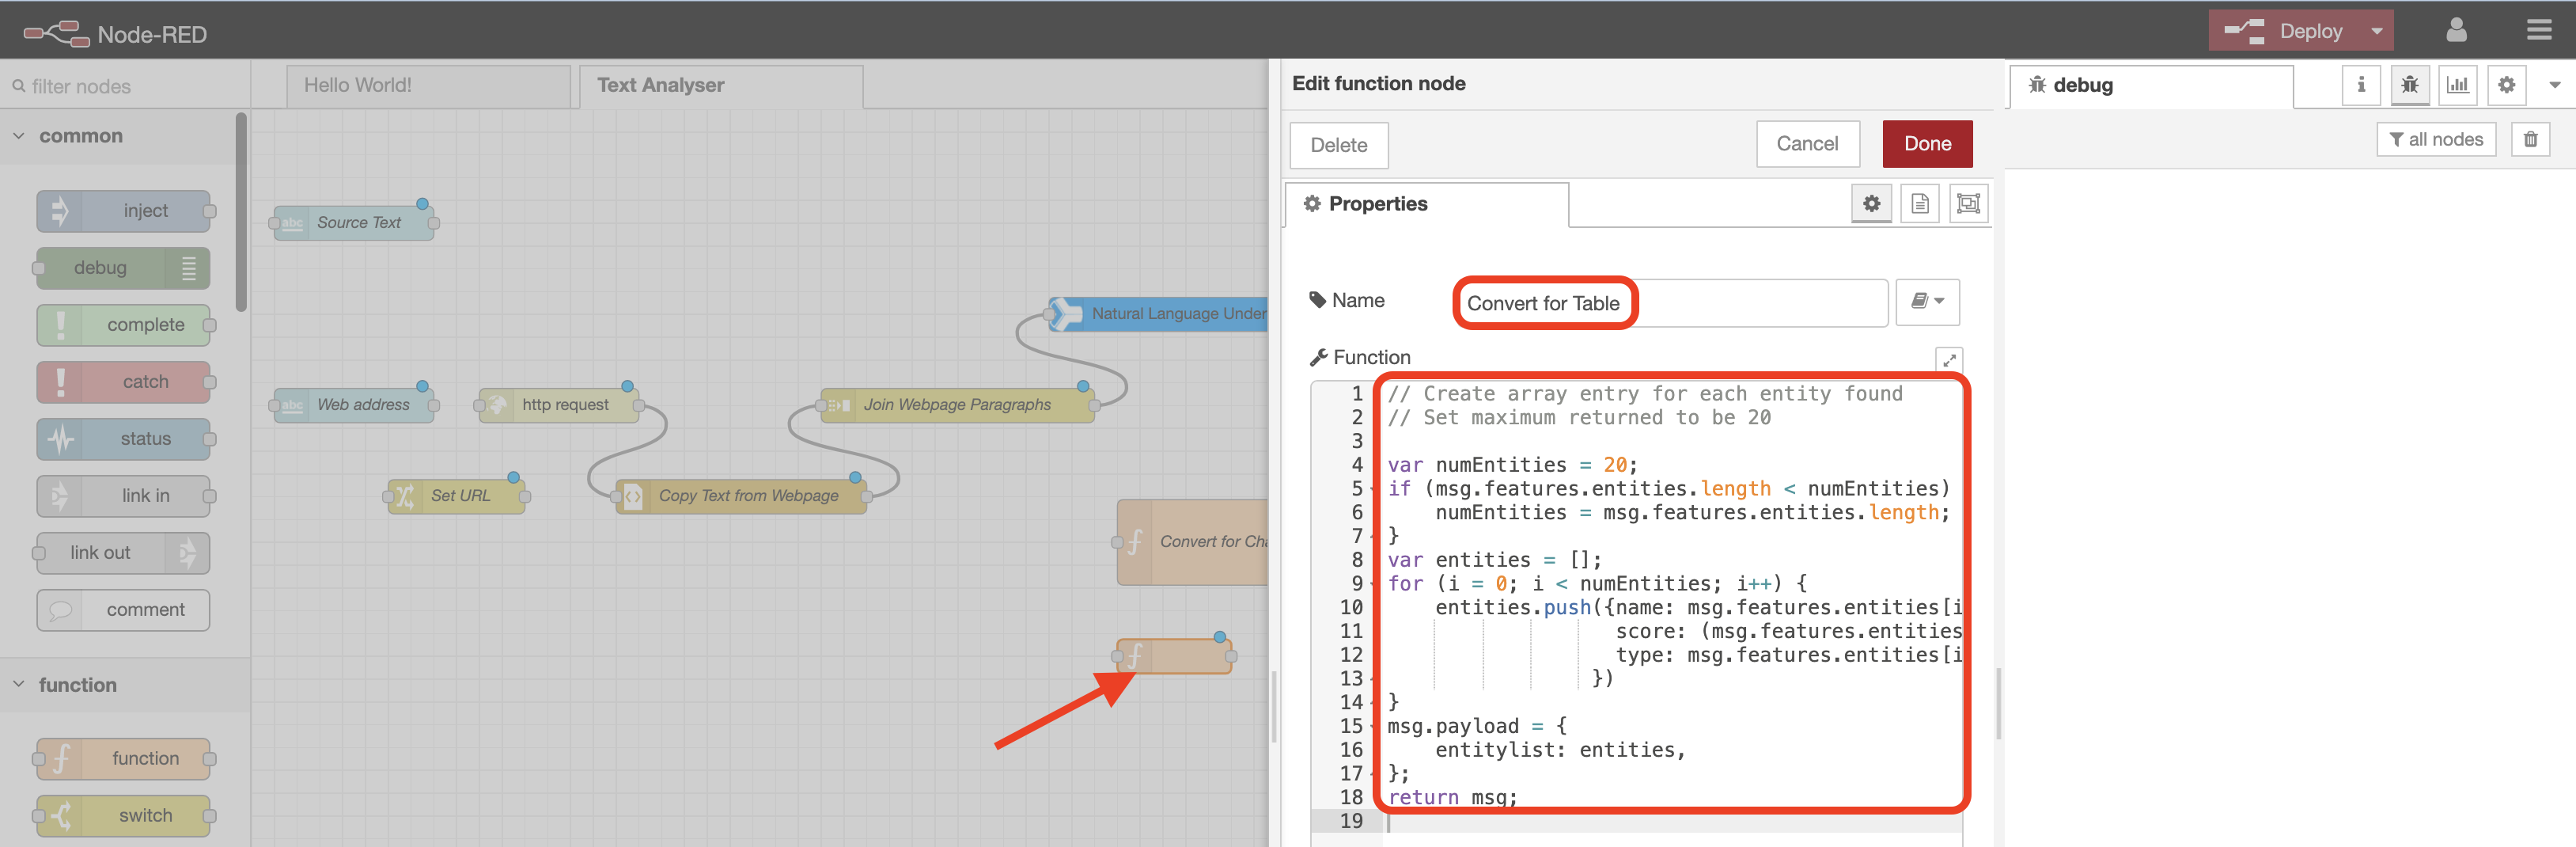 Node-RED
Deploy
filter nodes
Hello World!
Text Analyser
Edit function node
debug
common
Delete
Cancel
Done
all nodes
inject
abc
Source Text
Properties
debug
Natural Language Under
Name
Convert for Table
complete
Function
catch
abc
Web address
http request
Join Webpage Paragraphs
status
Set URL
Copy Text from Webpage
link in
Convert for Cha
link out
comment
function
function
switch
1 // Create array entry for each entity found
2 // Set maximum returned to be 20
3
4 var numEntities = 20;
5 if (msg.features.entities.length < numEntities)
6 numEntities = msg.features.entities.length;
7 }
8 var entities = [];
9 for (i = 0; i < numEntities; i++) {
10 entities.push({name: msg.features.entities[i
11 score: (msg.features.entities
12 type: msg.features.entities[i
13 })
14 }
15 msg.payload = {
16 entitylist: entities,
17 };
18 return msg;
19